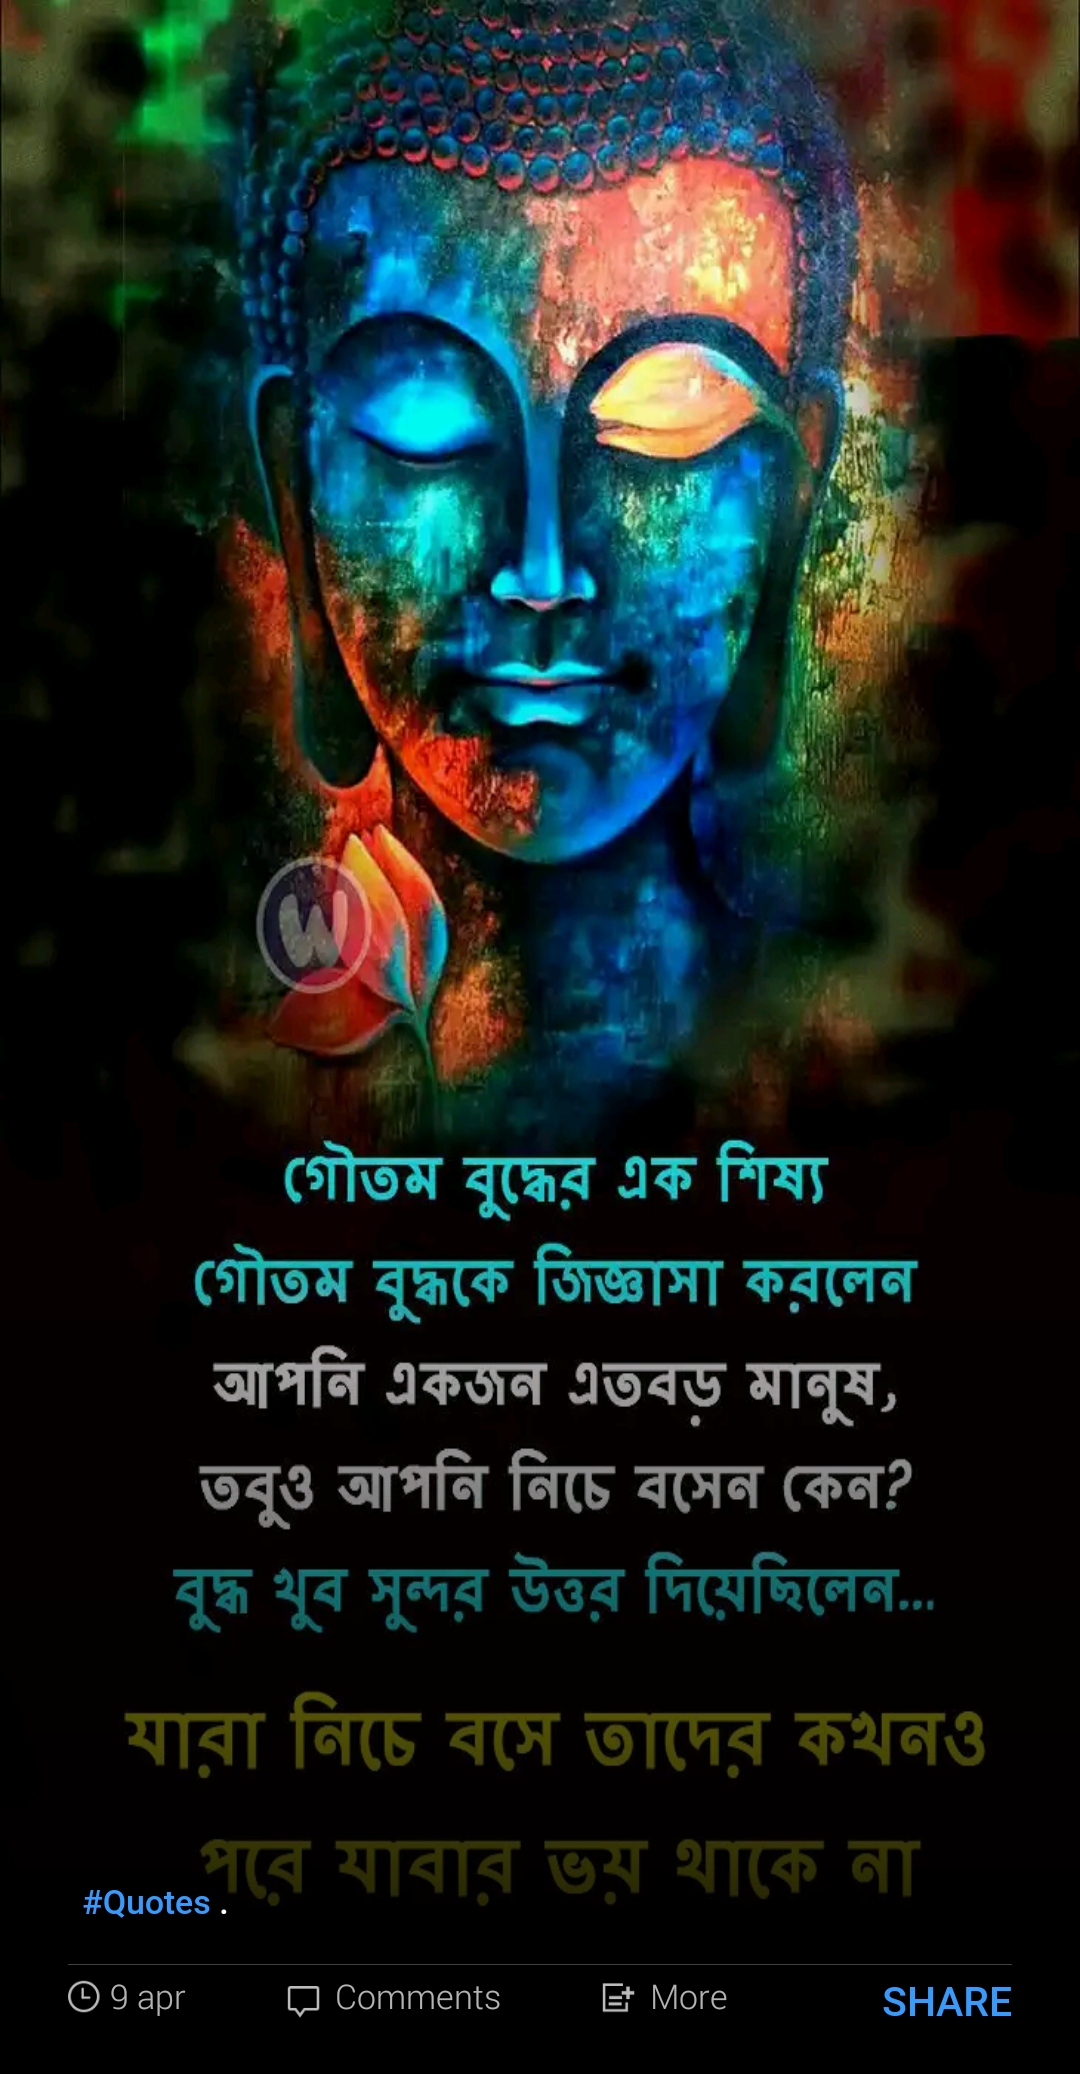 W
গৌতম বুদ্ধের এক শিষ্য
গৌতম বুদ্ধকে জিজ্ঞাসা করলেন
আপনি একজন এতবড় মানুষ,
তবুও আপনি নিচে বসেন কেন?
বুদ্ধ খুব সুন্দর উত্তর দিয়েছিলেন...
যারা নিচে বসে তাদের কখনও
পরে যাবার ভয় থাকে না
#Quotes .
9 apr Comments More SHARE